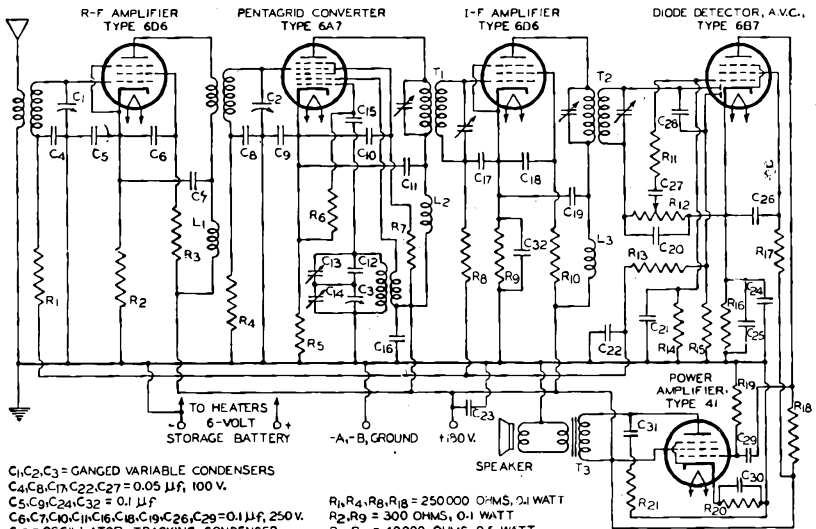 R-F AMPLIFIER
TYPE 6D6
PENTAGRID CONVERTER
TYPE 6A7
I-F AMPLIFIER
TYPE 6D6
DIODE DETECTOR, A.V.C.,
TYPE 6B7
C1
C2
C15
T1
T2
C28
C4
C5
C6
C8
C9
C10
C11
C17
C18
R11
C27
R12
C26
C7
L1
R3
R6
L2
R7
C19
C32
L3
C20
R13
R17
R1
R2
R4
C13
C12
C14
C3
R8
R9
R10
R5
C16
C22
C21
R14
R15
R16
C24
C25
TO HEATERS
6-VOLT
STORAGE BATTERY
- +
-A,-B, GROUND
+180 V.
C23
SPEAKER
T3
POWER
AMPLIFIER,
TYPE 41
R19
R18
C31
C29
C30
R20
R21
C1,C2,C3 = GANGED VARIABLE CONDENSERS
C4,C8,C17,C22,C27 = 0.05 µf, 100 V.
C5,C9,C24,C32 = 0.1 µf
C6,C7,C10,C11,C16,C18,C19,C26,C29 = 0.1 µf, 250 V.
R1,R4,R8,R18 = 250000 OHMS, 0.1 WATT
R2,R9 = 300 OHMS, 0.1 WATT